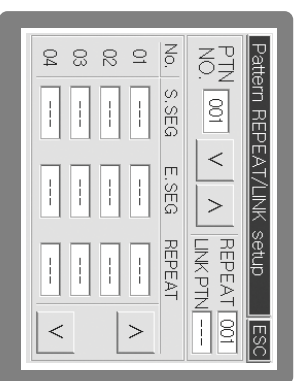 Pattern REPEAT/LINK setup ESC
PTN NO. 001 < > REPEAT 001
LINK PTN ---
No. S.SEG E.SEG REPEAT
01 --- --- ---
02 --- --- ---
03 --- --- ---
04 --- --- ---